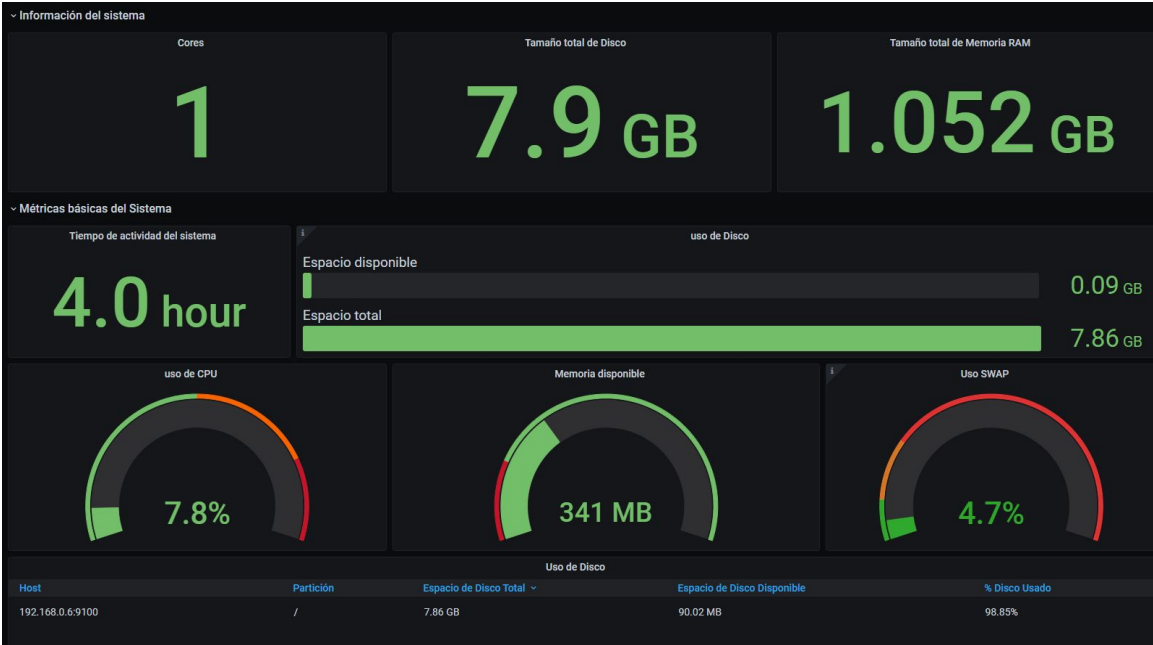 Información del sistema
Cores
Tamaño total de Disco
Tamaño total de Memoria RAM
1
7.9 GB
1.052 GB
Métricas básicas del Sistema
Tiempo de actividad del sistema
4.0 hour
uso de Disco
Espacio disponible
0.09 GB
Espacio total
7.86 GB
uso de CPU
Memoria disponible
Uso SWAP
7.8%
341 MB
4.7%
Uso de Disco
Host Partición Espacio de Disco Total Espacio de Disco Disponible % Disco Usado
192.168.0.6:9100 / 7.86 GB 90.02 MB 98.85%